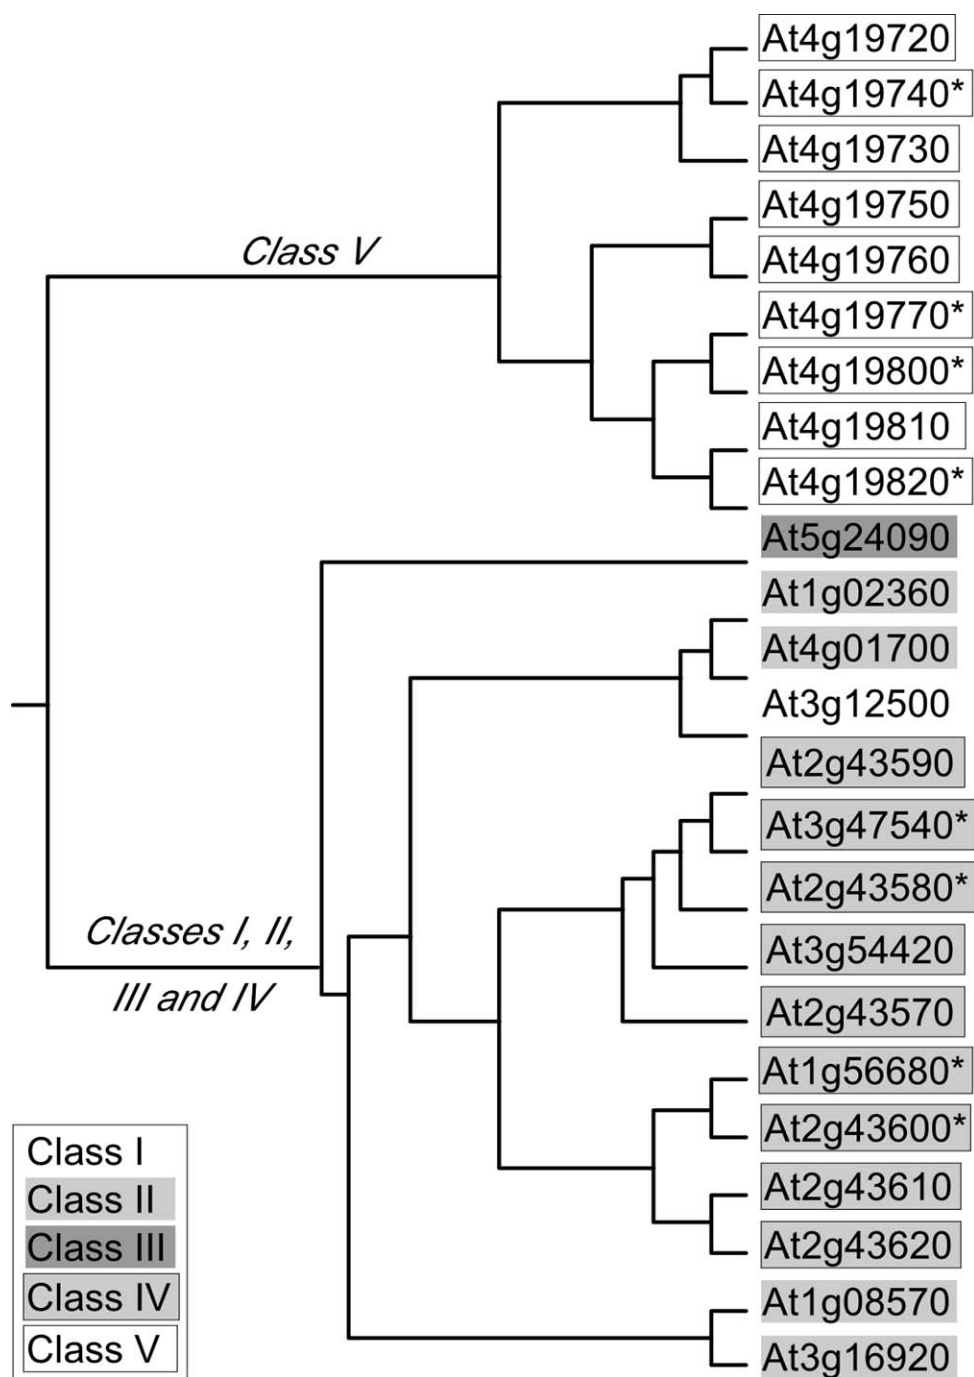 At4g19720
At4g19740*
At4g19730
At4g19750
Class V
At4g19760
At4g19770*
At4g19800*
At4g19810
At4g19820*
At5g24090
At1g02360
At4g01700
At3g12500
At2g43590
At3g47540*
At2g43580*
Classes I, II,
III and IV
At3g54420
At2g43570
At1g56680*
At2g43600*
At2g43610
At2g43620
At1g08570
At3g16920
Class I
Class II
Class III
Class IV
Class V